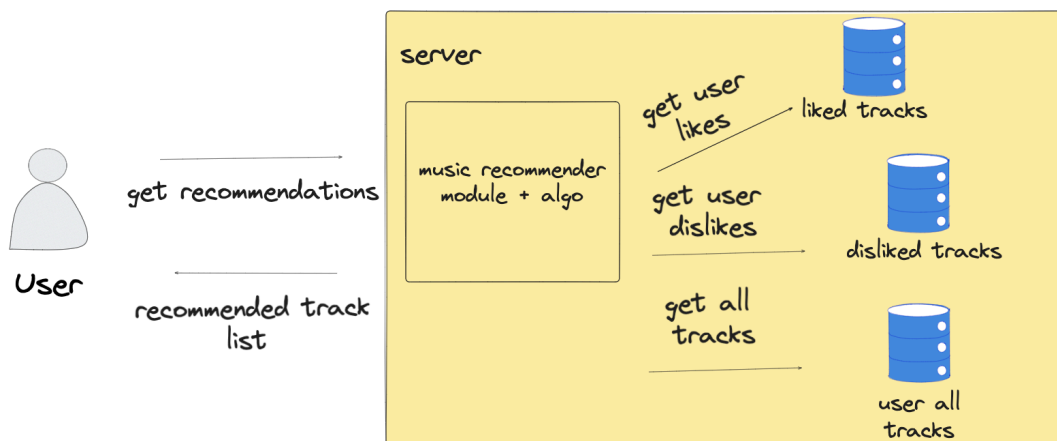 server
get user
likes
liked tracks
music recommender
module + algo
get recommendations
get user
dislikes
disliked tracks
User
recommended track
list
get all
tracks
user all
tracks